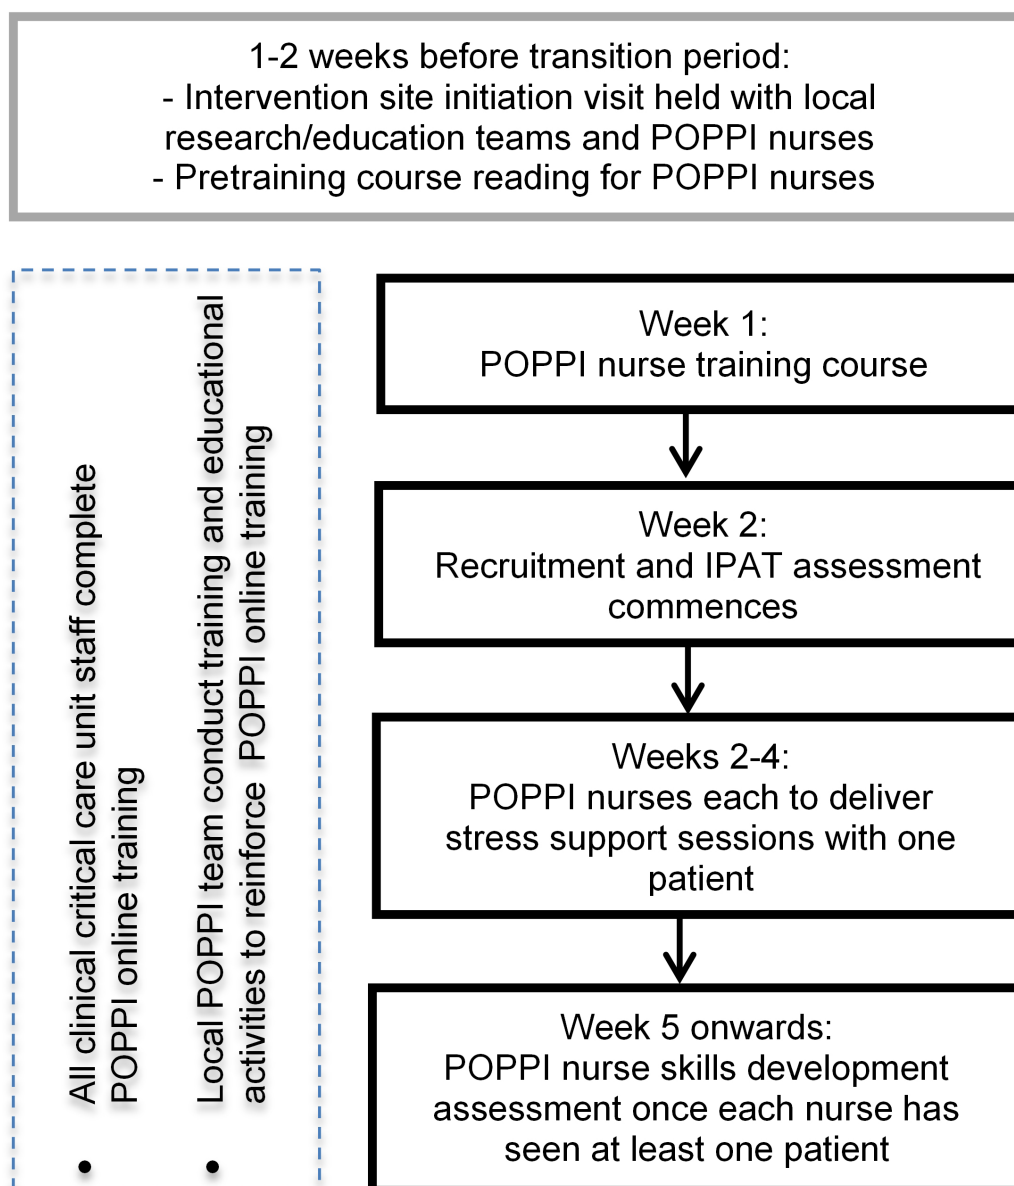 1-2 weeks before transition period:
- Intervention site initiation visit held with local
research/education teams and POPPI nurses
- Pretraining course reading for POPPI nurses
• All clinical critical care unit staff complete
POPPI online training
• Local POPPI team conduct training and educational
activities to reinforce POPPI online training
Week 1:
POPPI nurse training course
Week 2:
Recruitment and IPAT assessment
commences
Weeks 2-4:
POPPI nurses each to deliver
stress support sessions with one
patient
Week 5 onwards:
POPPI nurse skills development
assessment once each nurse has
seen at least one patient